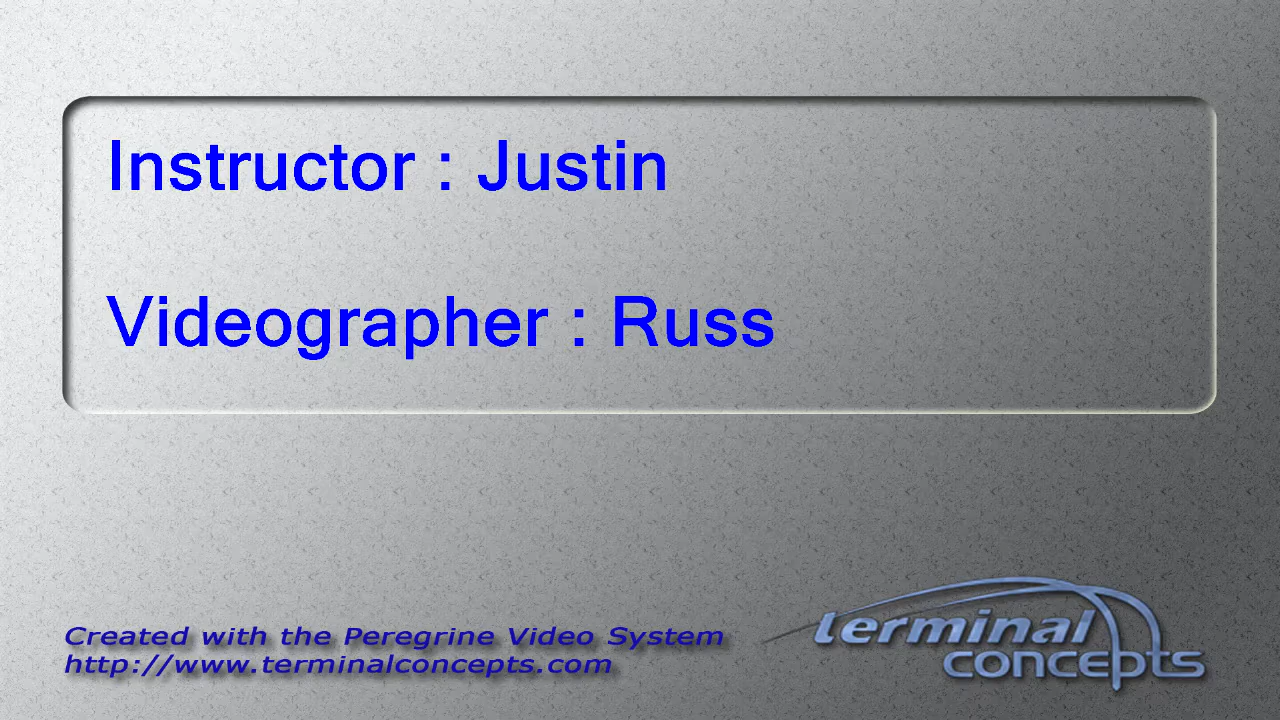 Instructor : Justin
Videographer : Russ
Created with the Peregrine Video System
http://www.terminalconcepts.com
terminal
concepts